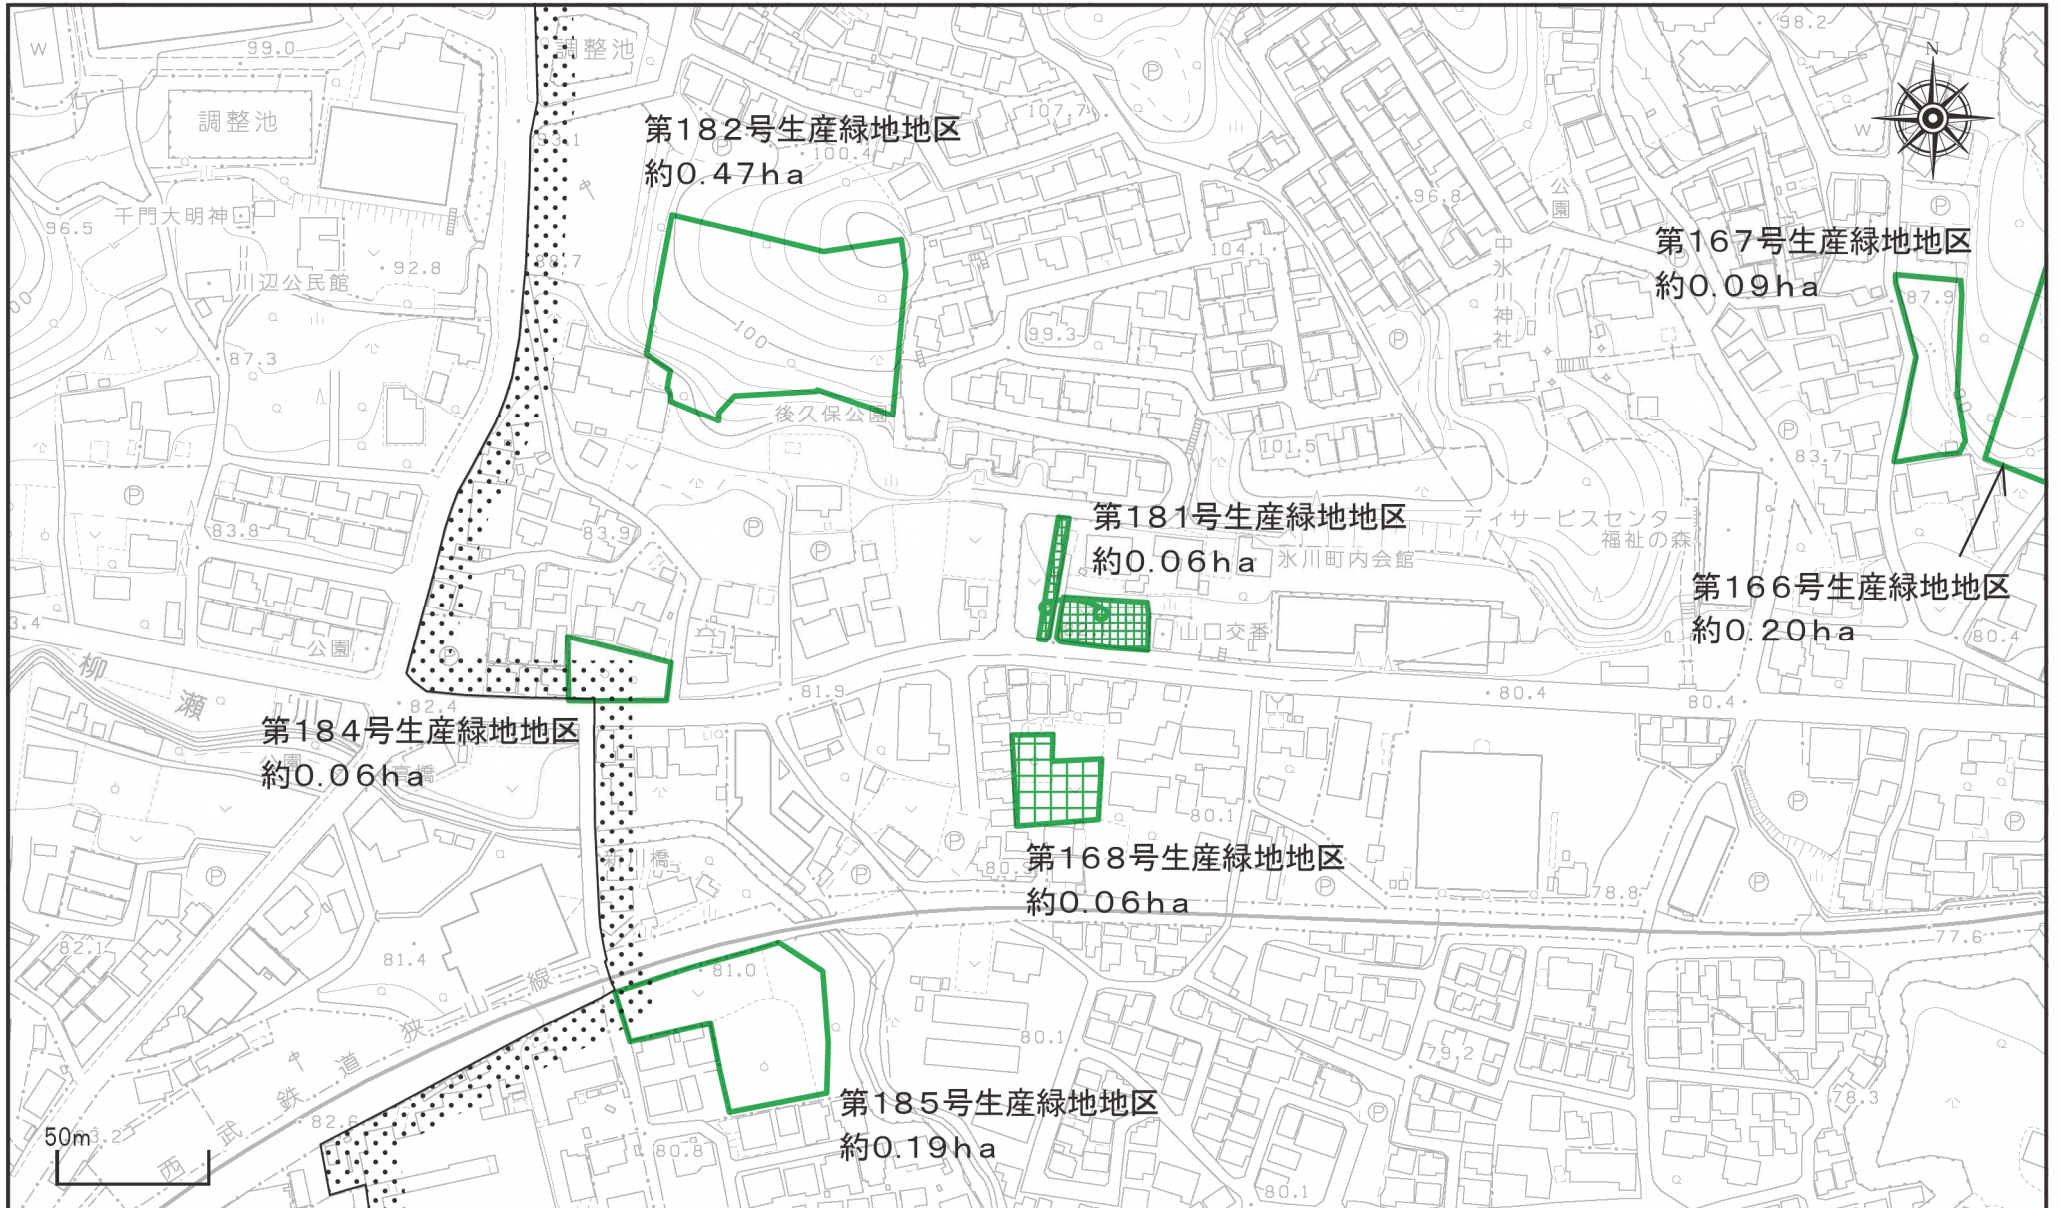 W
99.0
調整池
98.2
N
調整池
P
107.7
W
第182号生産緑地地区
約0.47ha
100.4
93.1
千門大明神
96.5
川辺公民館
92.8
88.7
96.8
公園
P
104.1
中氷川神社
第167号生産緑地地区
約0.09ha
87.9
100
99.3
P
87.3
後久保公園
101.5
P
83.7
P
83.8
83.9
P
P
第181号生産緑地地区
約0.06ha
氷川町内会館
デイサービスセンター
福祉の森
第166号生産緑地地区
約0.20ha
80.4
山口交番
公園
P
柳瀬川
82.4
81.9
80.4
80.4
第184号生産緑地地区
約0.06ha
公園
高橋
80.1
P
P
新川橋
P
P
第168号生産緑地地区
約0.06ha
P
P
P
78.8
77.6
82.1
81.4
81.0
80.1
79.2
78.3
西武鉄道狭山線
82.6
第185号生産緑地地区
約0.19ha
P
50m
80.8
80.1